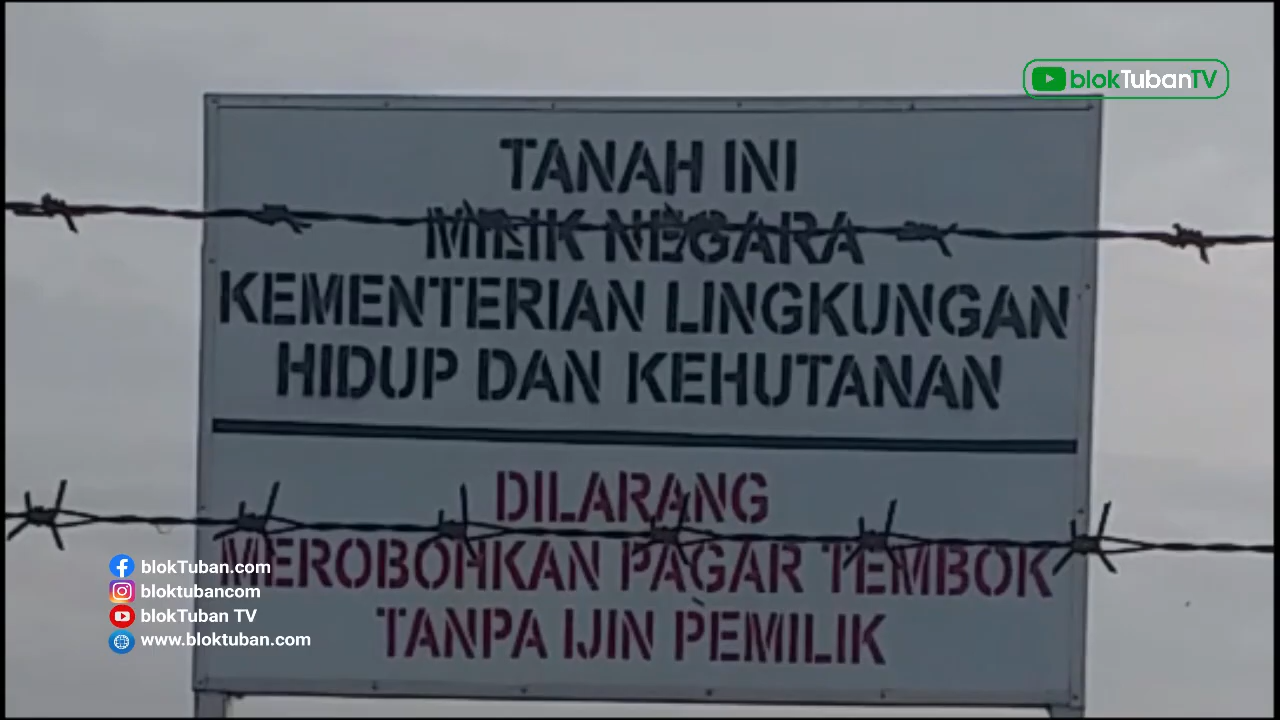 blokTubanTV
TANAH INI
MILIK NEGARA
KEMENTERIAN LINGKUNGAN
HIDUP DAN KEHUTANAN
DILARANG
MEROBOHKAN PAGAR TEMBOK
TANPA IJIN PEMILIK
blokTuban.com
bloktubancom
blokTuban TV
www.bloktuban.com